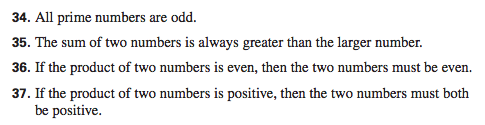 34. All prime numbers are odd.
35. The sum of two numbers is always greater than the larger number.
36. If the product of two numbers is even, then the two numbers must be even.
37. If the product of two numbers is positive, then the two numbers must both
be positive.